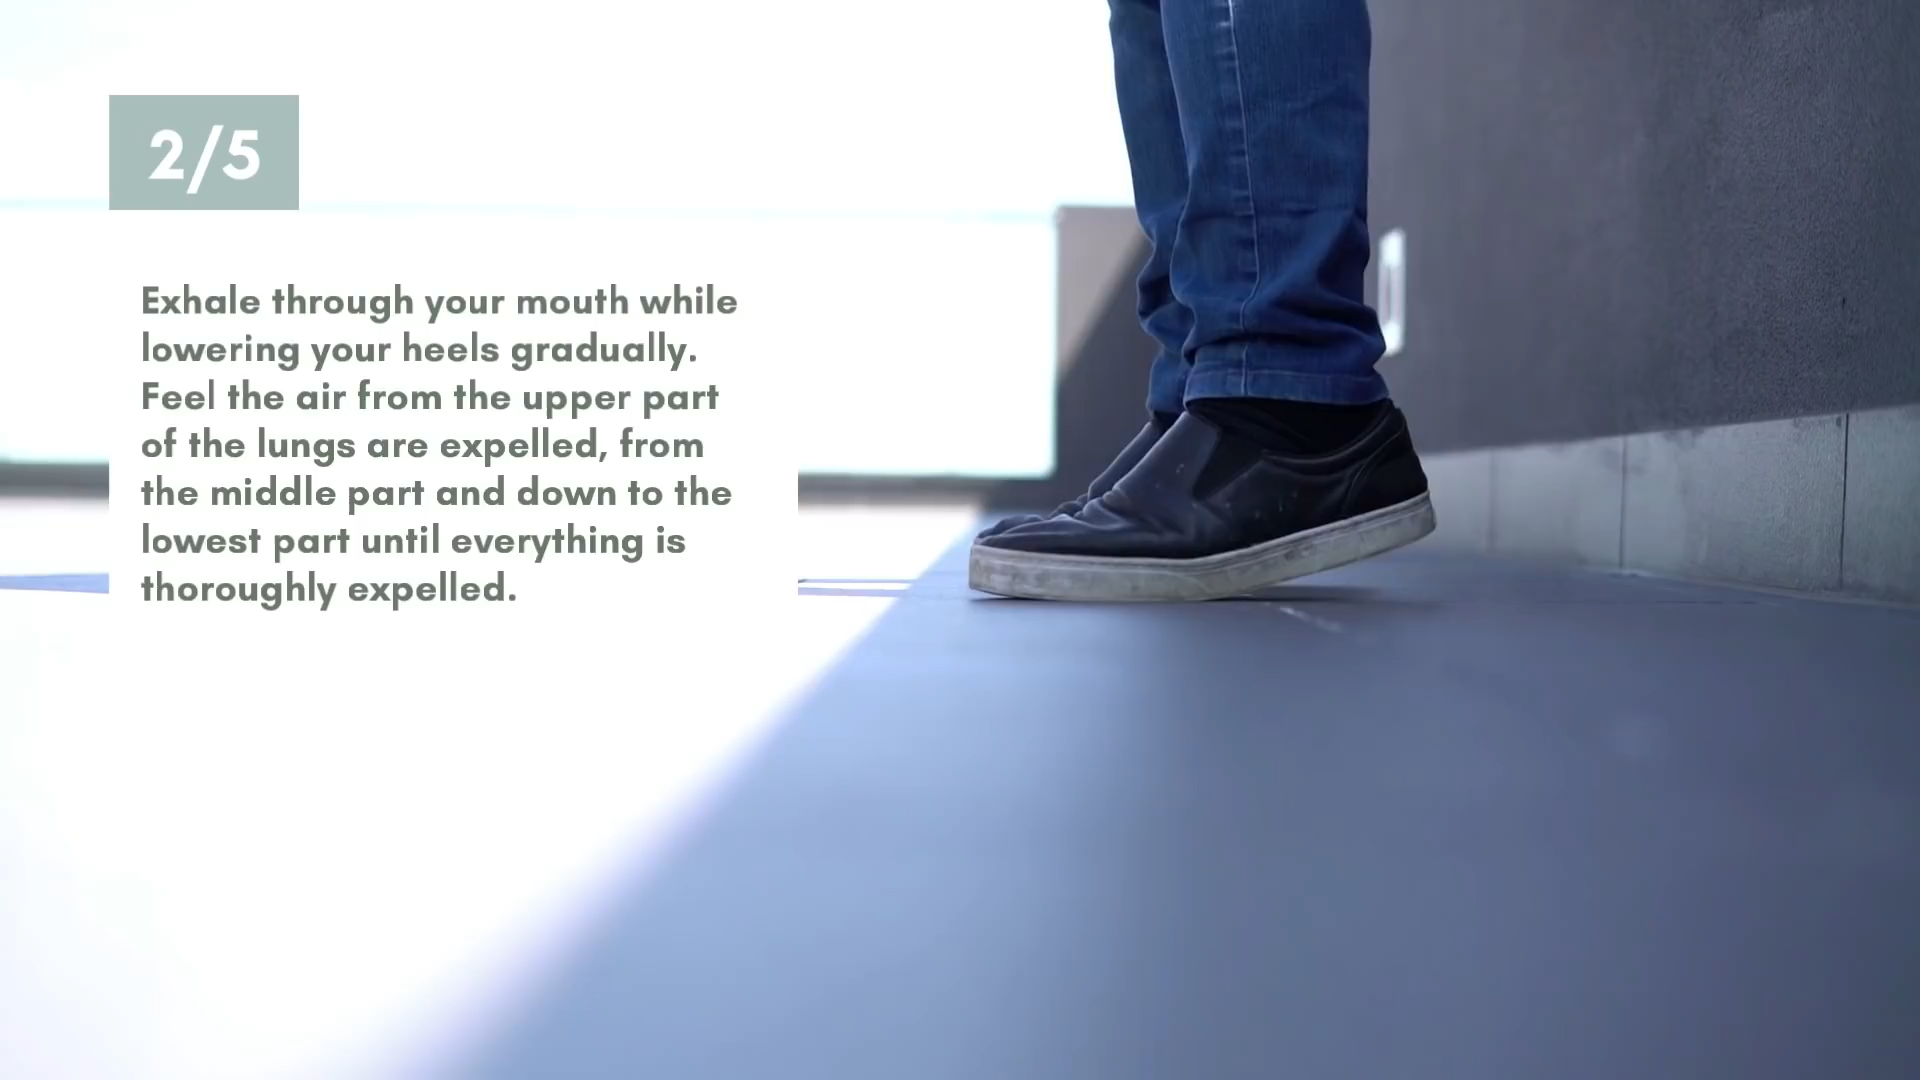 2/5
Exhale through your mouth while
lowering your heels gradually.
Feel the air from the upper part
of the lungs are expelled, from
the middle part and down to the
lowest part until everything is
thoroughly expelled.